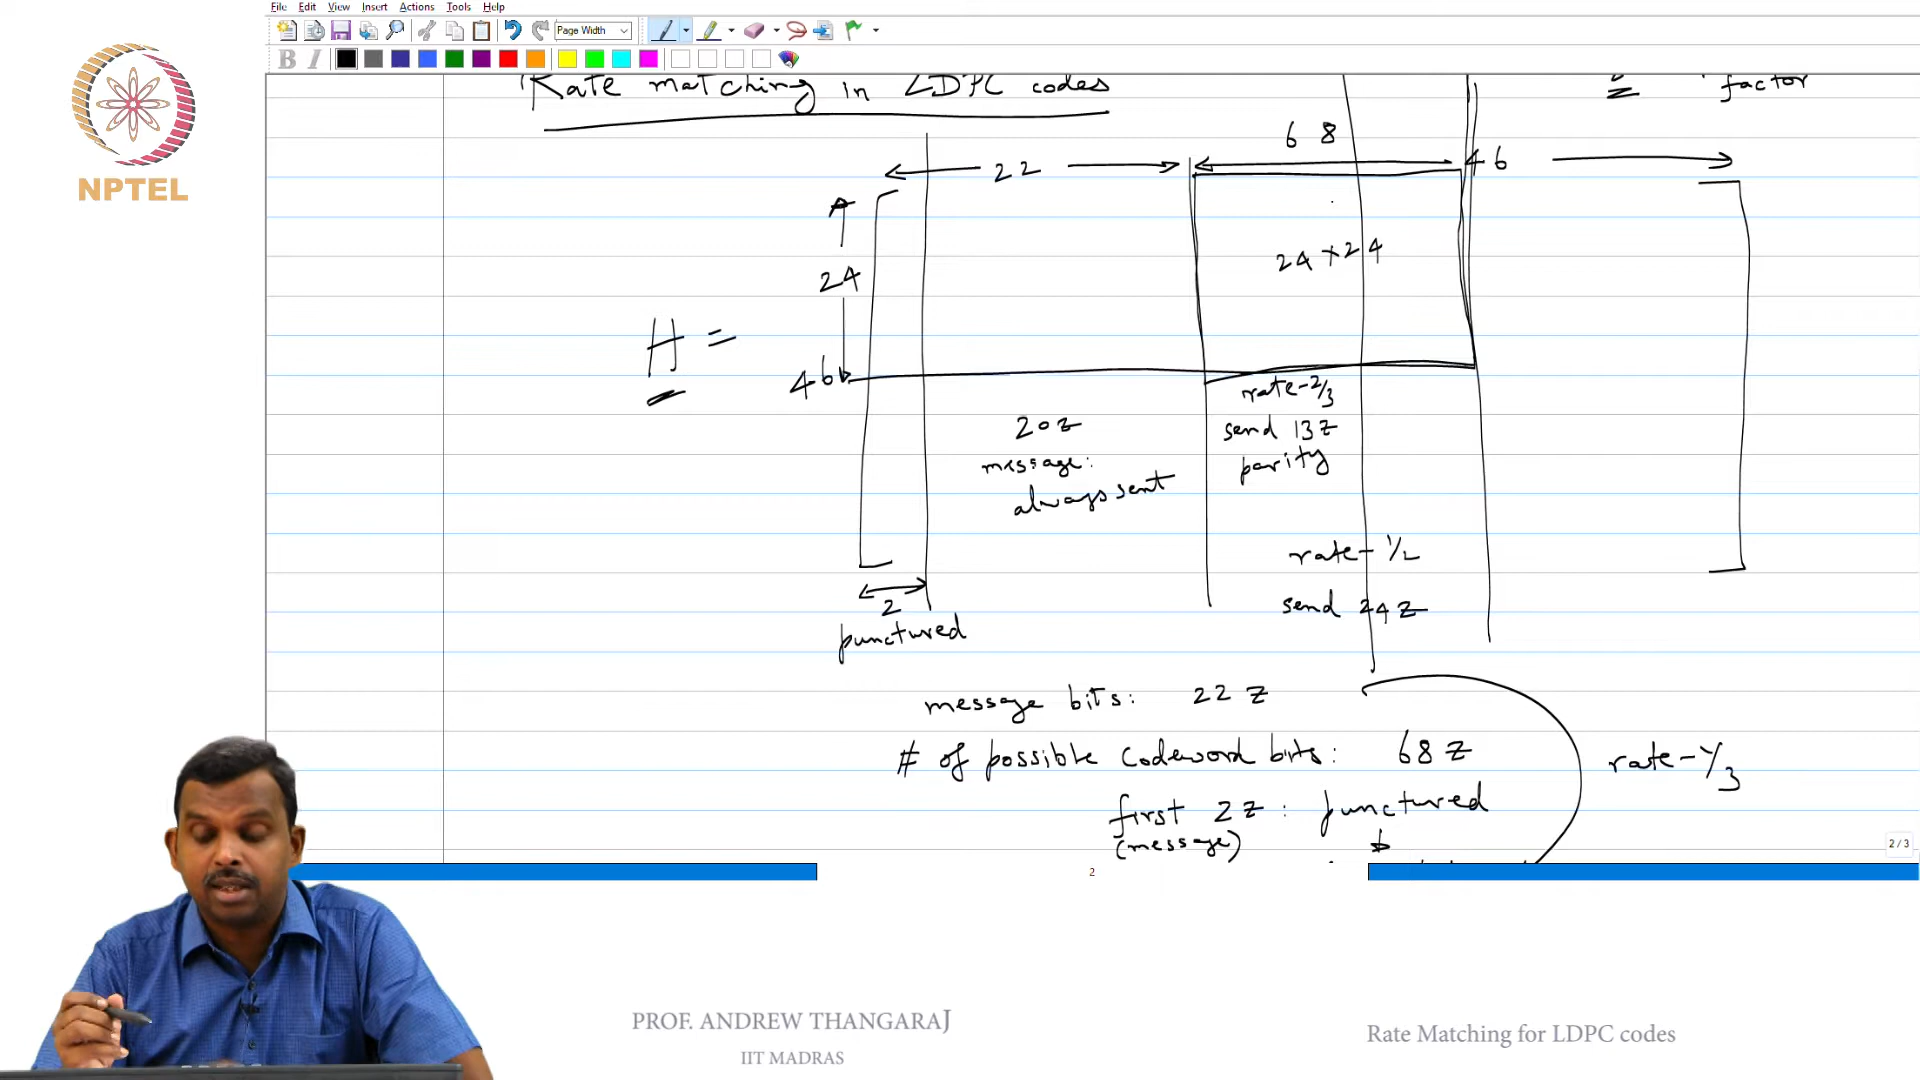 File Edit View Insert Actions Tools Help
Page Width
B I
NPTEL
Rate matching in LDPC codes
z factor
68
22
46
24
24 x 24
H =
46
rate-2/3
20z
send 13z
message:
parity
always sent
rate-1/2
2
send 24z
punctured
message bits: 22 z
# of possible codeword bits: 68 z
rate-1/3
first 2z: punctured
(message)
2 / 3
2
PROF. ANDREW THANGARAJ
Rate Matching for LDPC codes
IIT MADRAS